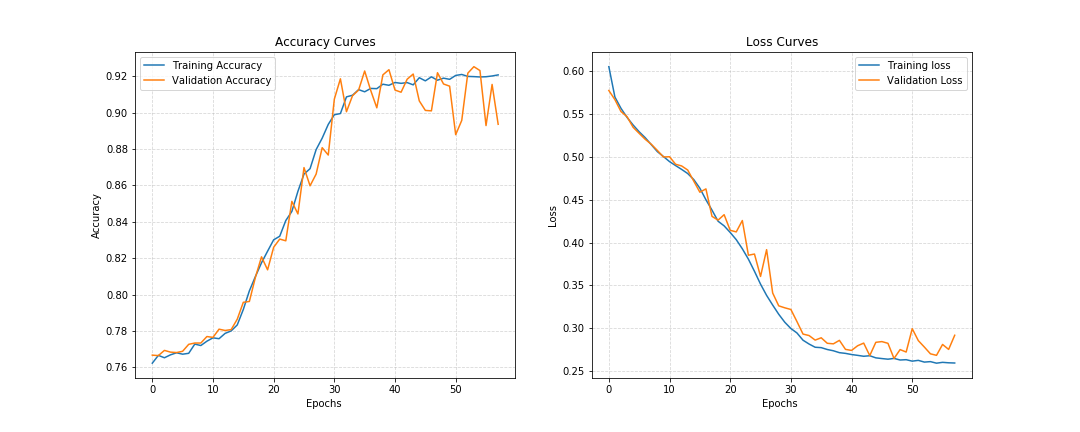 Accuracy Curves
Training Accuracy
Validation Accuracy
0.92
0.90
0.88
0.86
0.84
0.82
0.80
0.78
0.76
Accuracy
0 10 20 30 40 50
Epochs
Loss Curves
Training loss
Validation Loss
0.60
0.55
0.50
0.45
0.40
0.35
0.30
0.25
Loss
0 10 20 30 40 50
Epochs